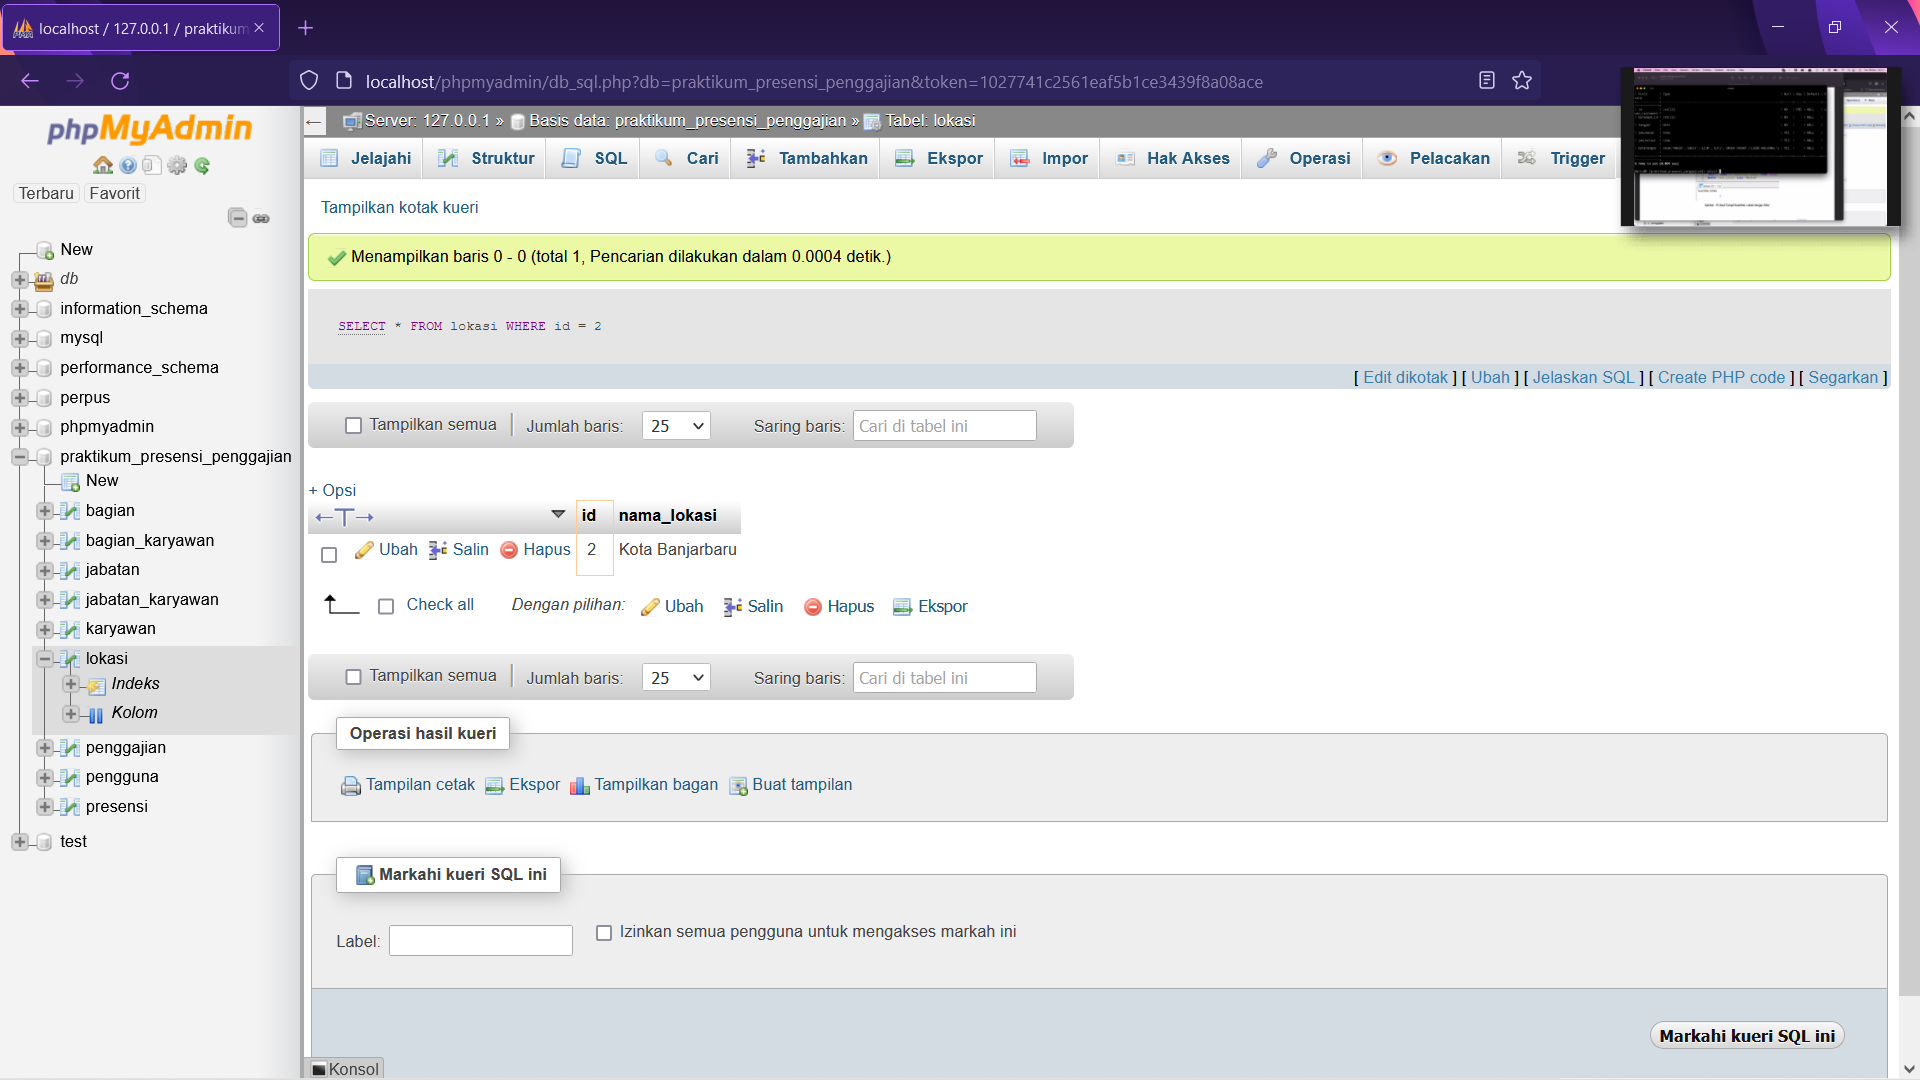 localhost / 127.0.0.1 / praktikum
localhost/phpmyadmin/db_sql.php?db=praktikum_presensi_penggajian&token=1027741c2561eaf5b1ce3439f8a08ace
phpMyAdmin
Terbaru Favorit
New
db
information_schema
mysql
performance_schema
perpus
phpmyadmin
praktikum_presensi_penggajian
New
bagian
bagian_karyawan
jabatan
jabatan_karyawan
karyawan
lokasi
Indeks
Kolom
penggajian
pengguna
presensi
test
Server: 127.0.0.1 » Basis data: praktikum_presensi_penggajian » Tabel: lokasi
Jelajahi Struktur SQL Cari Tambahkan Ekspor Impor Hak Akses Operasi Pelacakan Trigger
Tampilkan kotak kueri
Menampilkan baris 0 - 0 (total 1, Pencarian dilakukan dalam 0.0004 detik.)
SELECT * FROM lokasi WHERE id = 2
[ Edit dikotak ] [ Ubah ] [ Jelaskan SQL ] [ Create PHP code ] [ Segarkan ]
Tampilkan semua Jumlah baris: 25 Saring baris: Cari di tabel ini
+ Opsi
←T→ id nama_lokasi
Ubah Salin Hapus 2 Kota Banjarbaru
Check all Dengan pilihan: Ubah Salin Hapus Ekspor
Tampilkan semua Jumlah baris: 25 Saring baris: Cari di tabel ini
Operasi hasil kueri
Tampilan cetak Ekspor Tampilkan bagan Buat tampilan
Markahi kueri SQL ini
Label: Izinkan semua pengguna untuk mengakses markah ini
Markahi kueri SQL ini
Konsol